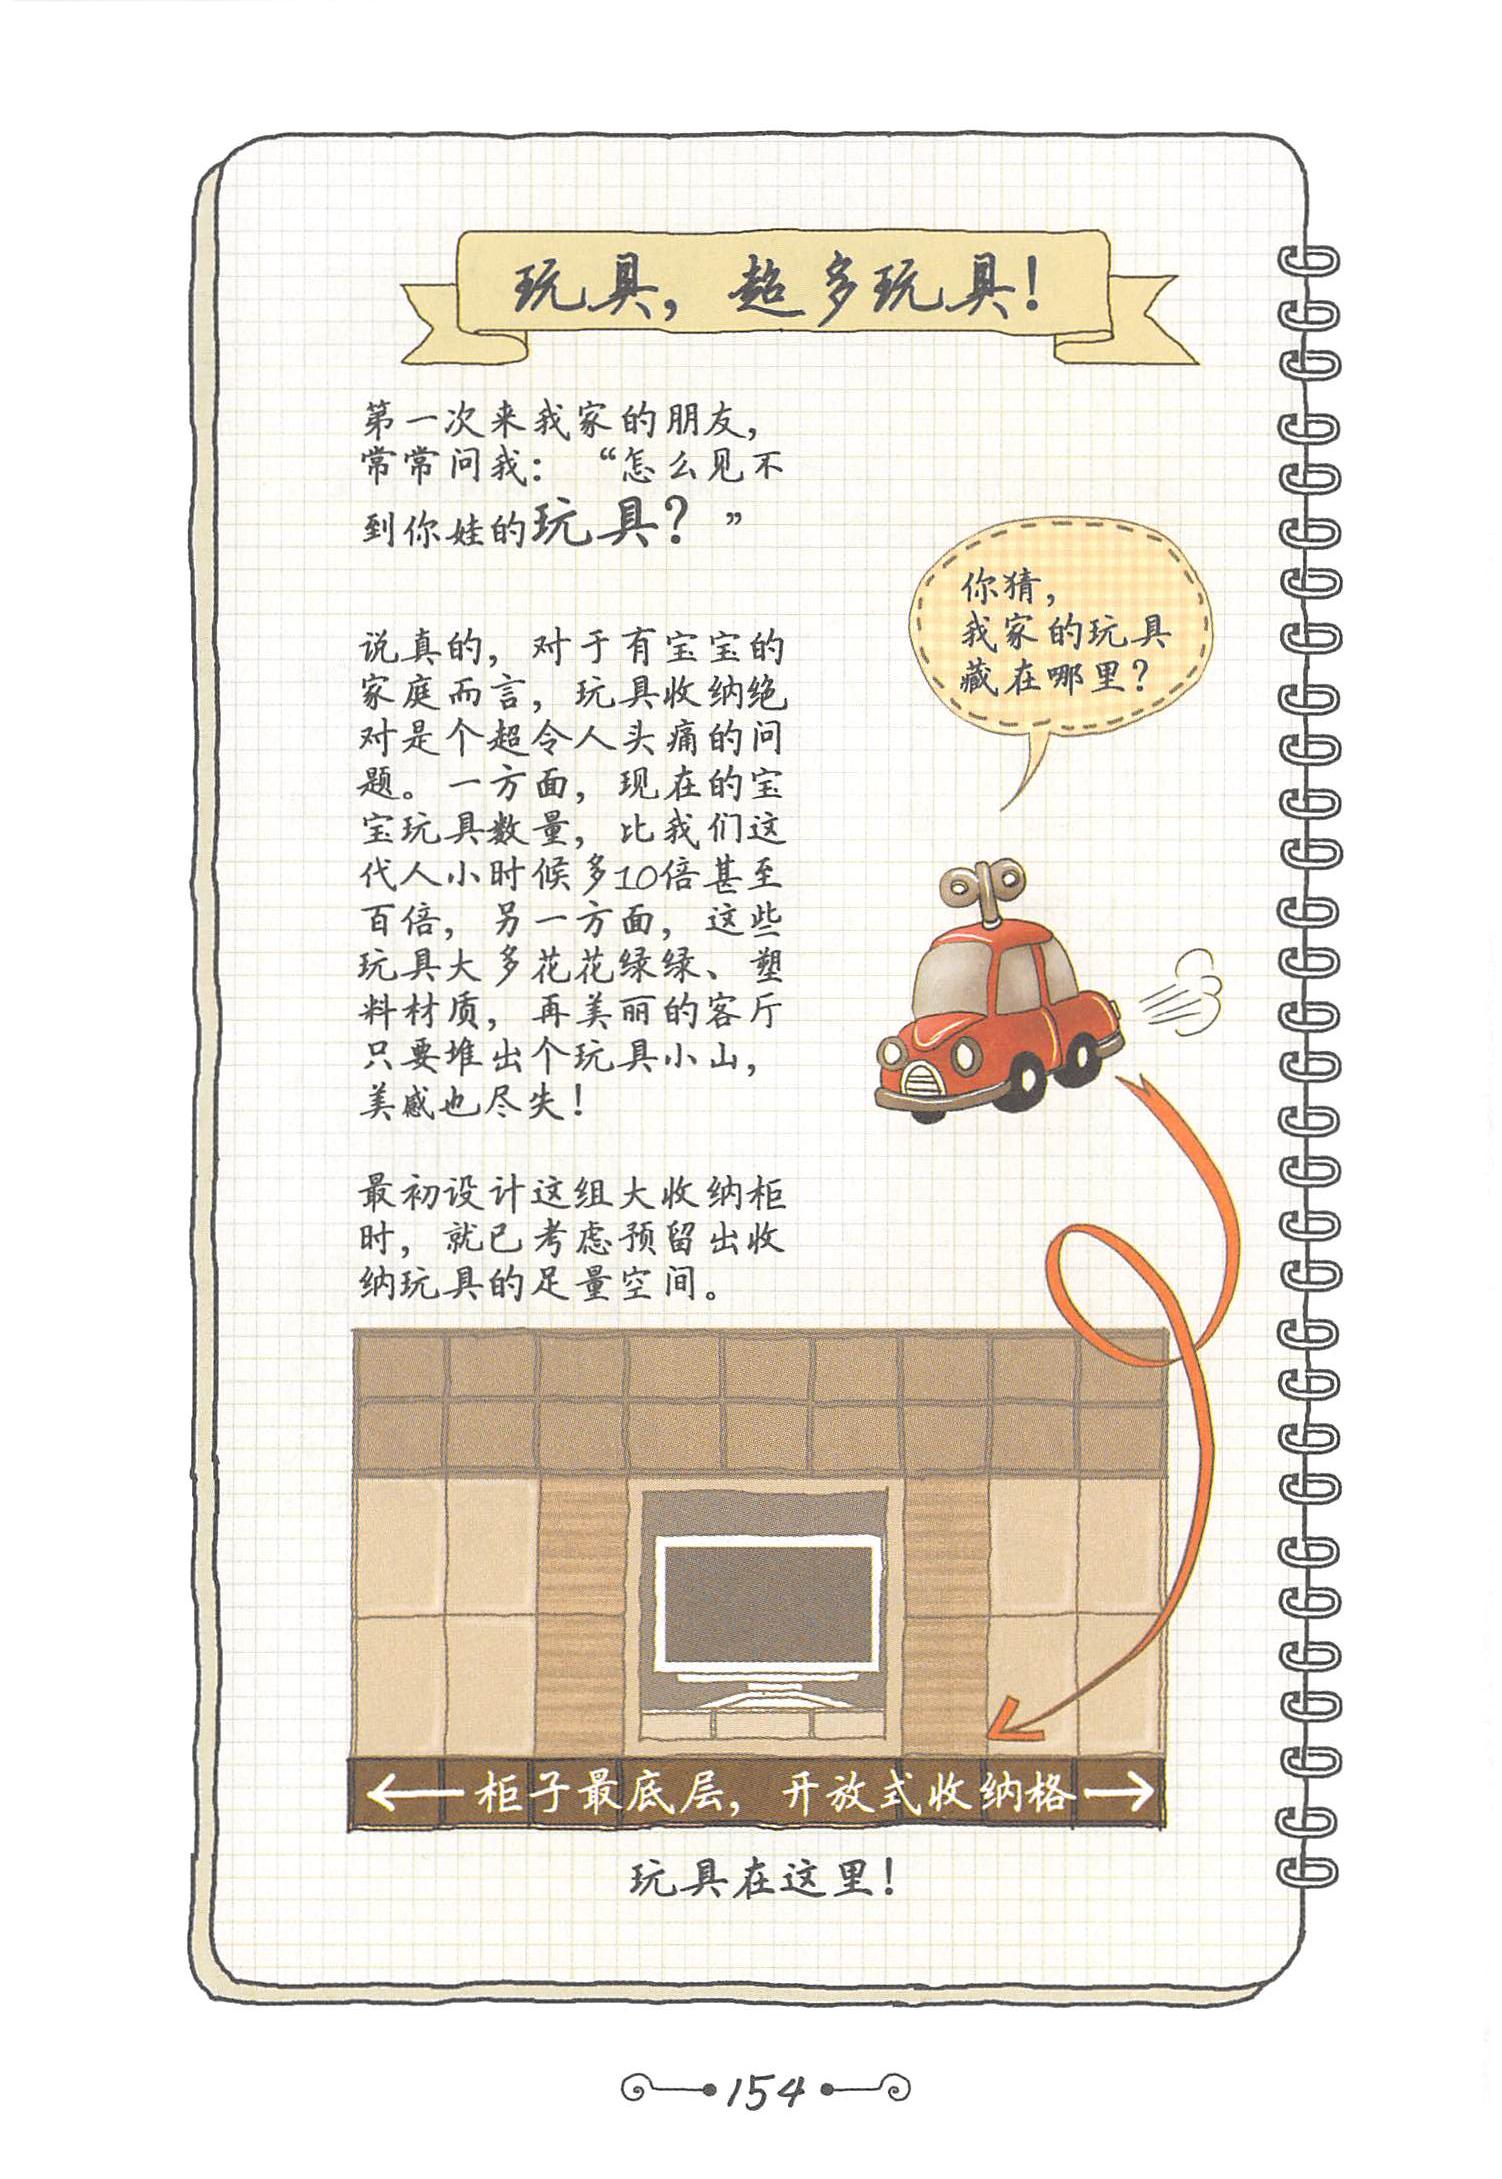 玩具，超多玩具！
第一次来我家的朋友，
常常问我：“怎么见不
到你娃的玩具？”
你猜，
我家的玩具
藏在哪里？
说真的，对于有宝宝的
家庭而言，玩具收纳绝
对是个超令人头痛的问
题。一方面，现在的宝
宝玩具数量，比我们这
代人小时候多10倍甚至
百倍，另一方面，这些
玩具大多花花绿绿、塑
料材质，再美丽的客厅
只要堆出个玩具小山，
美感也尽失！
最初设计这组大收纳柜
时，就已考虑预留出收
纳玩具的足量空间。
柜子最底层，开放式收纳格
玩具在这里！
154